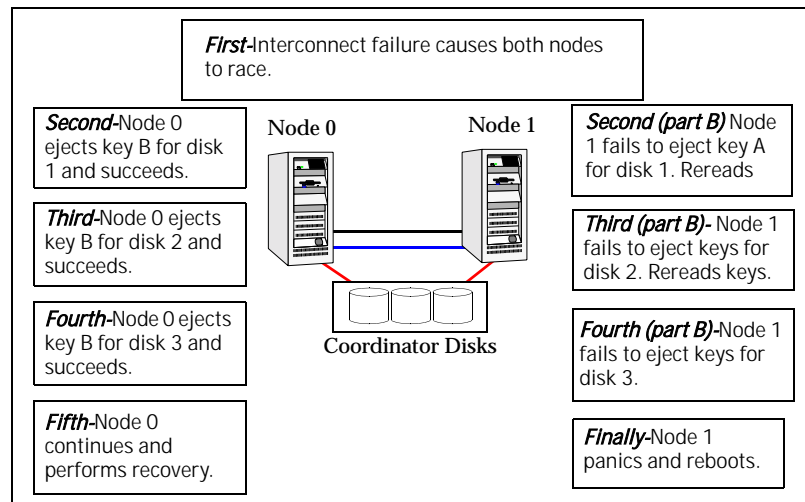 First-Interconnect failure causes both nodes
to race.
Second-Node 0
ejects key B for disk
1 and succeeds.
Node 0
Node 1
Second (part B) Node
1 fails to eject key A
for disk 1. Rereads
Third-Node 0 ejects
key B for disk 2 and
succeeds.
Third (part B)- Node 1
fails to eject keys for
disk 2. Rereads keys.
Fourth-Node 0 ejects
key B for disk 3 and
succeeds.
Coordinator Disks
Fourth (part B)-Node 1
fails to eject keys for
disk 3.
Fifth-Node 0
continues and
performs recovery.
Finally-Node 1
panics and reboots.